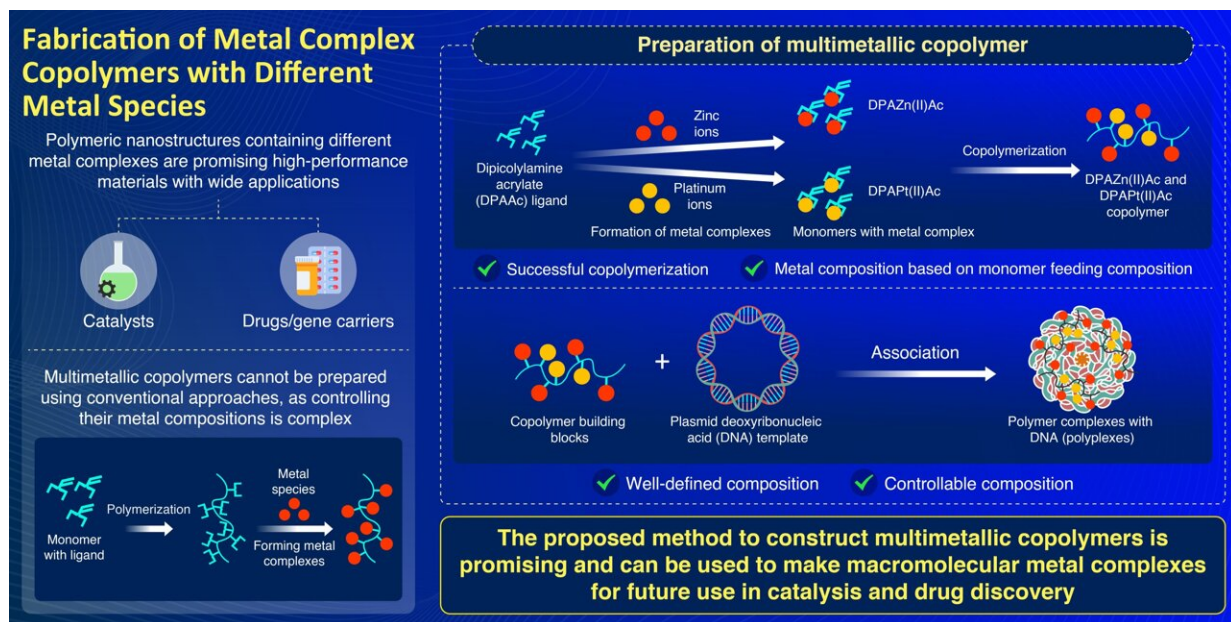 Fabrication of Metal Complex
Copolymers with Different
Metal Species
Polymeric nanostructures containing different
metal complexes are promising high-performance
materials with wide applications
Catalysts
Drugs/gene carriers
Multimetallic copolymers cannot be prepared
using conventional approaches, as controlling
their metal compositions is complex
Monomer
with ligand
Polymerization
Metal
species
Forming metal
complexes
Preparation of multimetallic copolymer
Dipicolylamine
acrylate
(DPAAc) ligand
Zinc
ions
Platinum
ions
Formation of metal complexes
DPAZn(II)Ac
DPAPt(II)Ac
Monomers with metal complex
Copolymerization
DPAZn(II)Ac and
DPAPt(II)Ac
copolymer
Successful copolymerization
Metal composition based on monomer feeding composition
Copolymer building
blocks
+
Plasmid deoxyribonucleic
acid (DNA) template
Association
Polymer complexes with
DNA (polyplexes)
Well-defined composition
Controllable composition
The proposed method to construct multimetallic copolymers is
promising and can be used to make macromolecular metal complexes
for future use in catalysis and drug discovery